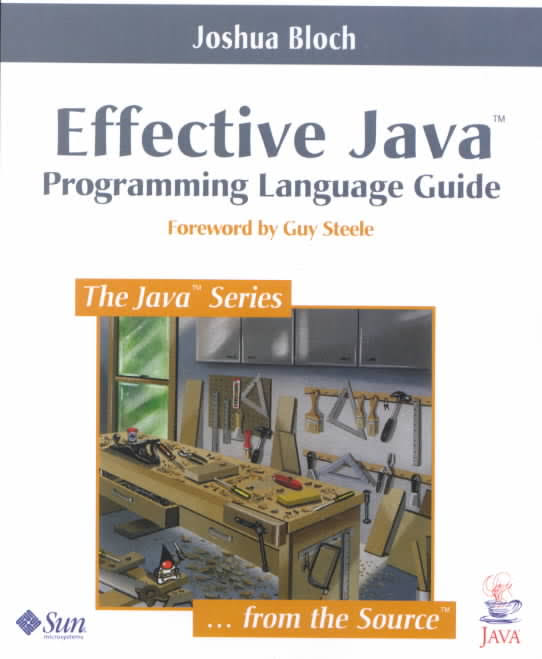 Joshua Bloch
Effective Java™
Programming Language Guide
Foreword by Guy Steele
The Java™ Series
... from the Source™
Sun
microsystems
JAVA